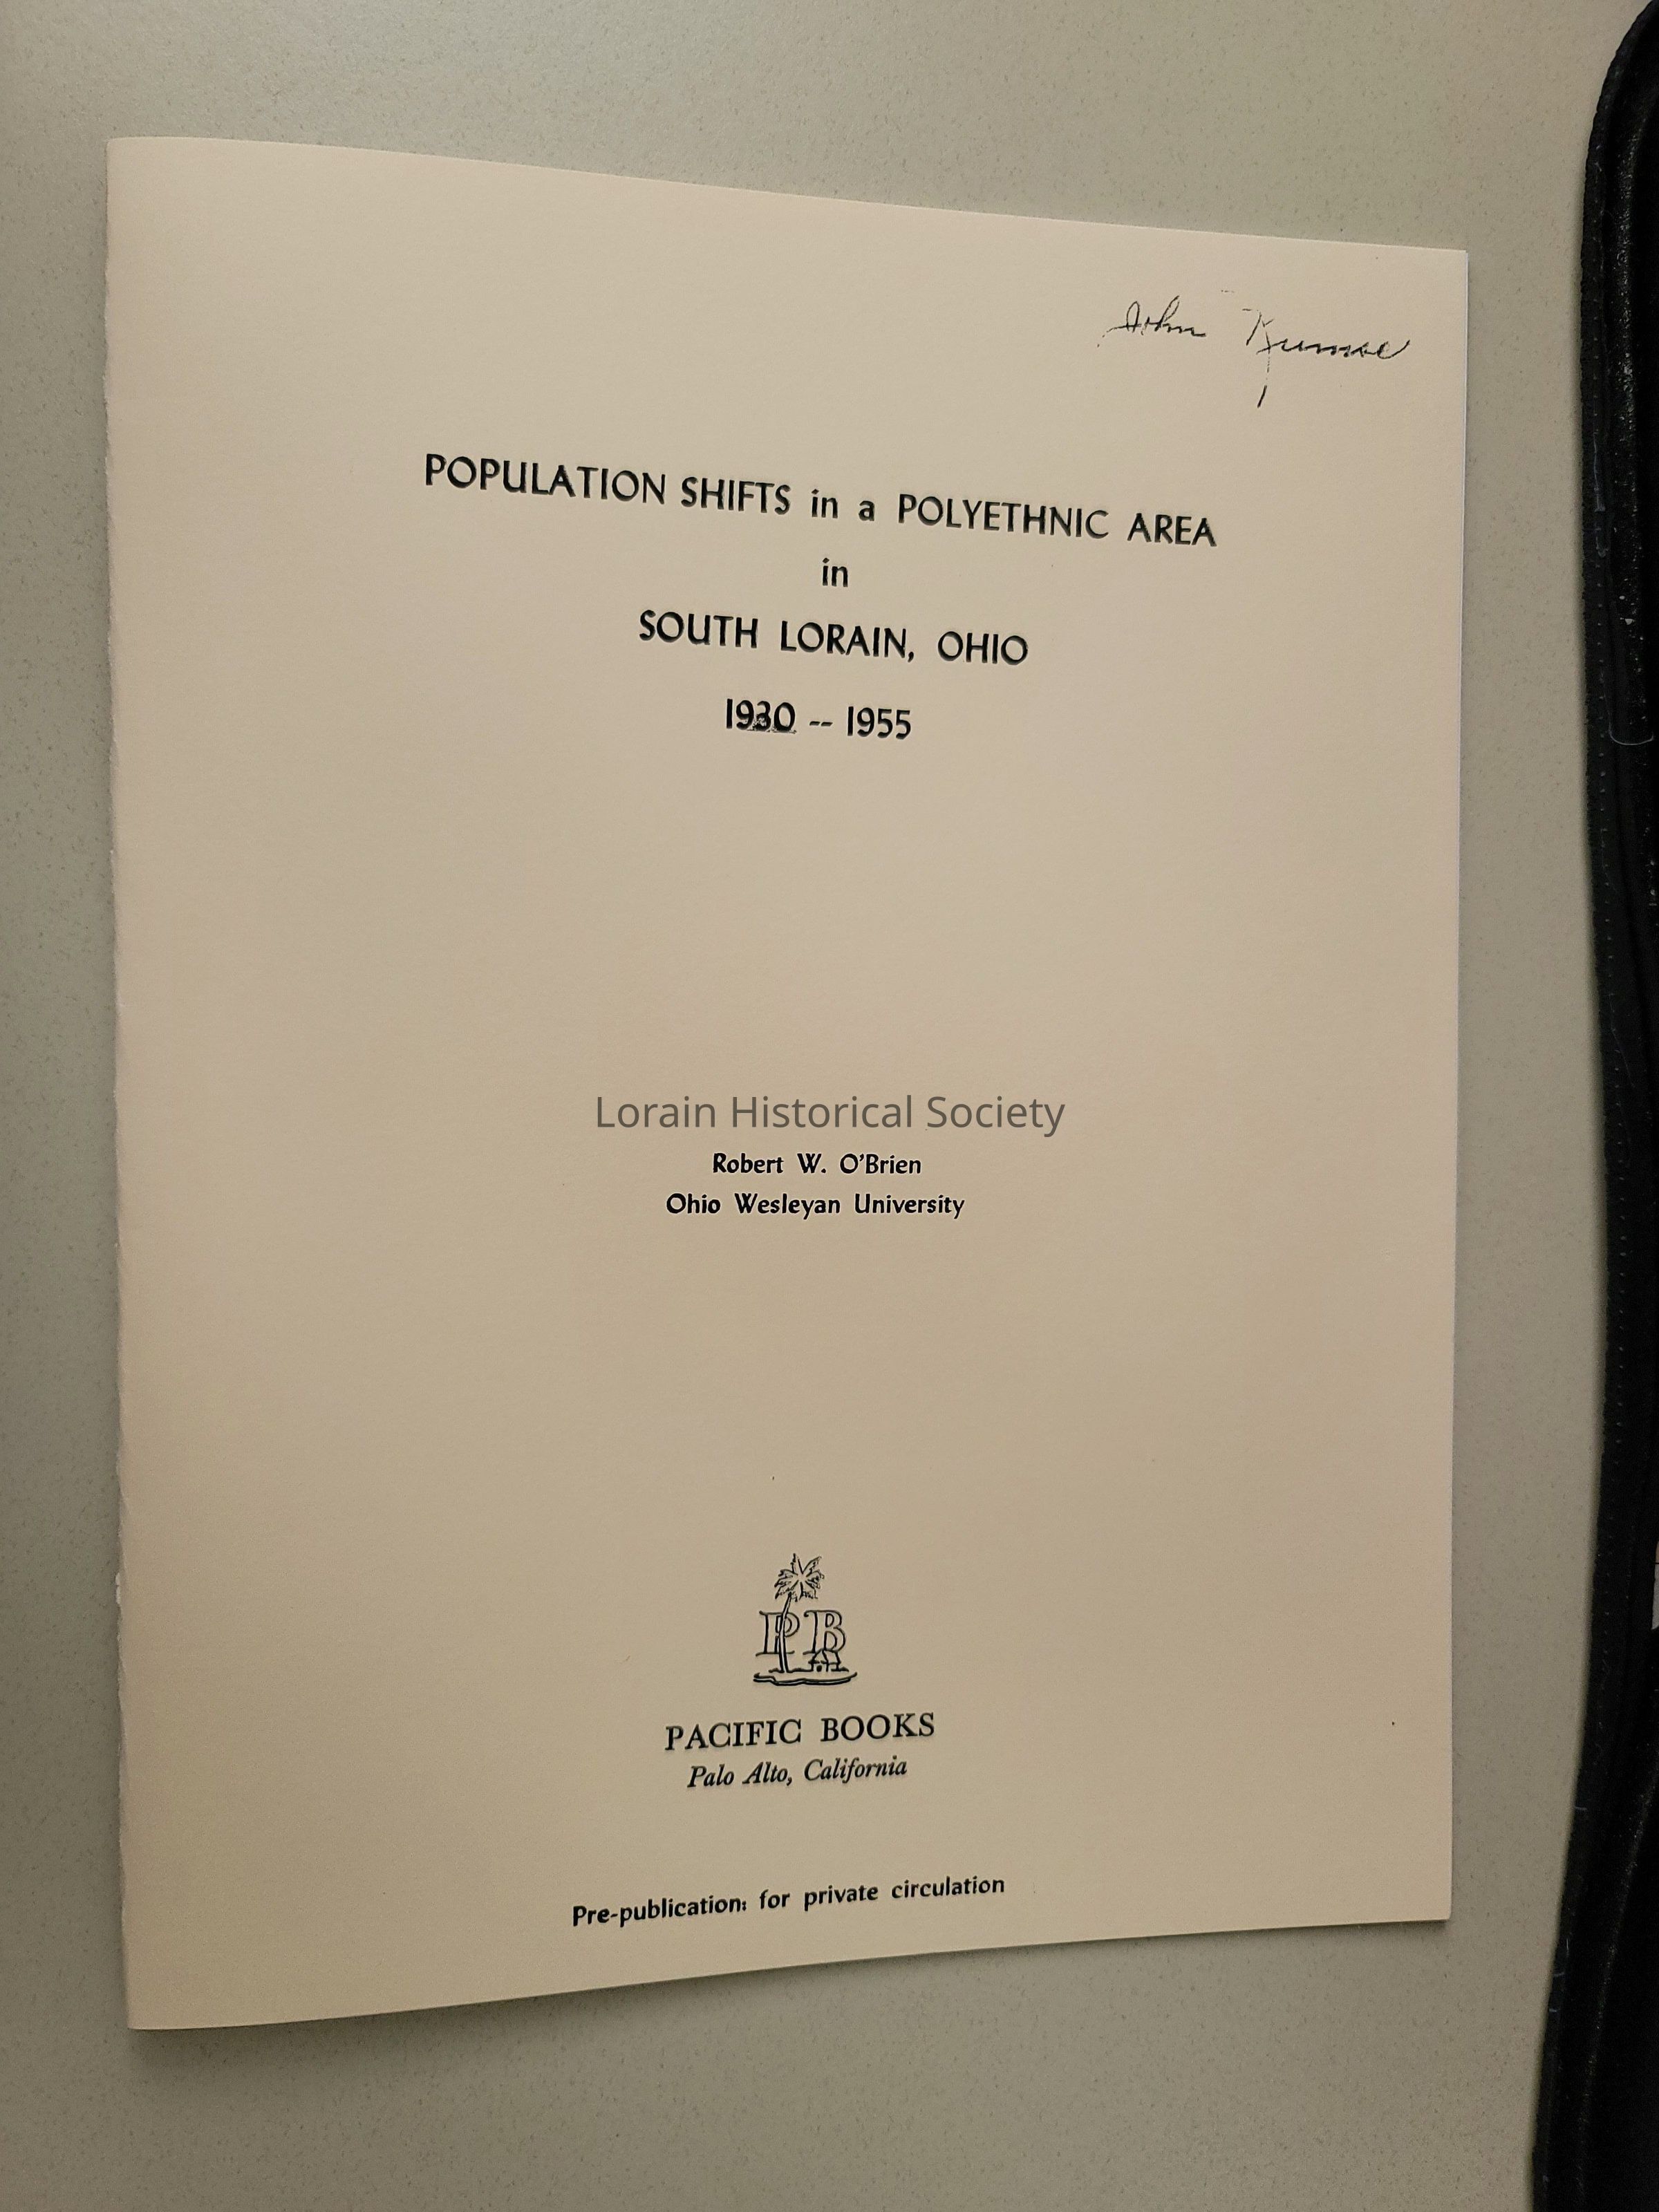 John
POPULATION SHIFTS in a POLYETHNIC AREA
in
SOUTH LORAIN, OHIO
1930 -- 1955
Lorain Historical Society
Robert W. O'Brien
Ohio Wesleyan University
PB
PACIFIC BOOKS
Palo Alto, California
Pre-publication: for private circulation